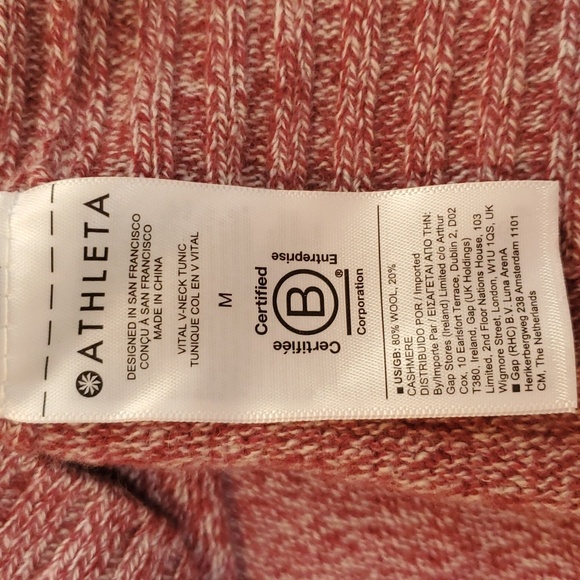 ATHLETA
DESIGNED IN SAN FRANCISCO
CONÇU À SAN FRANCISCO
MADE IN CHINA
VITAL V-NECK TUNIC
TUNIQUE COL EN V VITAL
M
Certified
Certifiée
B®
Corporation
Entreprise
■ US/GB: 80% WOOL, 20%
CASHMERE
DISTRIBUIDO POR / Imported
By/Importe Par / ΕΙΣΑΓΕΤΑΙ ΑΠΟ ΤΗΝ:
Gap Stores (Ireland) Limited c/o Arthur
Cox, 10 Earlsfort Terrace, Dublin 2, D02
T380, Ireland, Gap (UK Holdings)
Limited, 2nd Floor Nations House, 103
Wigmore Street, London, W1U 1QS, UK
■ Gap (RHC) B.V. Luna ArenA
Herikerbergweg 238 Amsterdam 1101
CM, The Netherlands